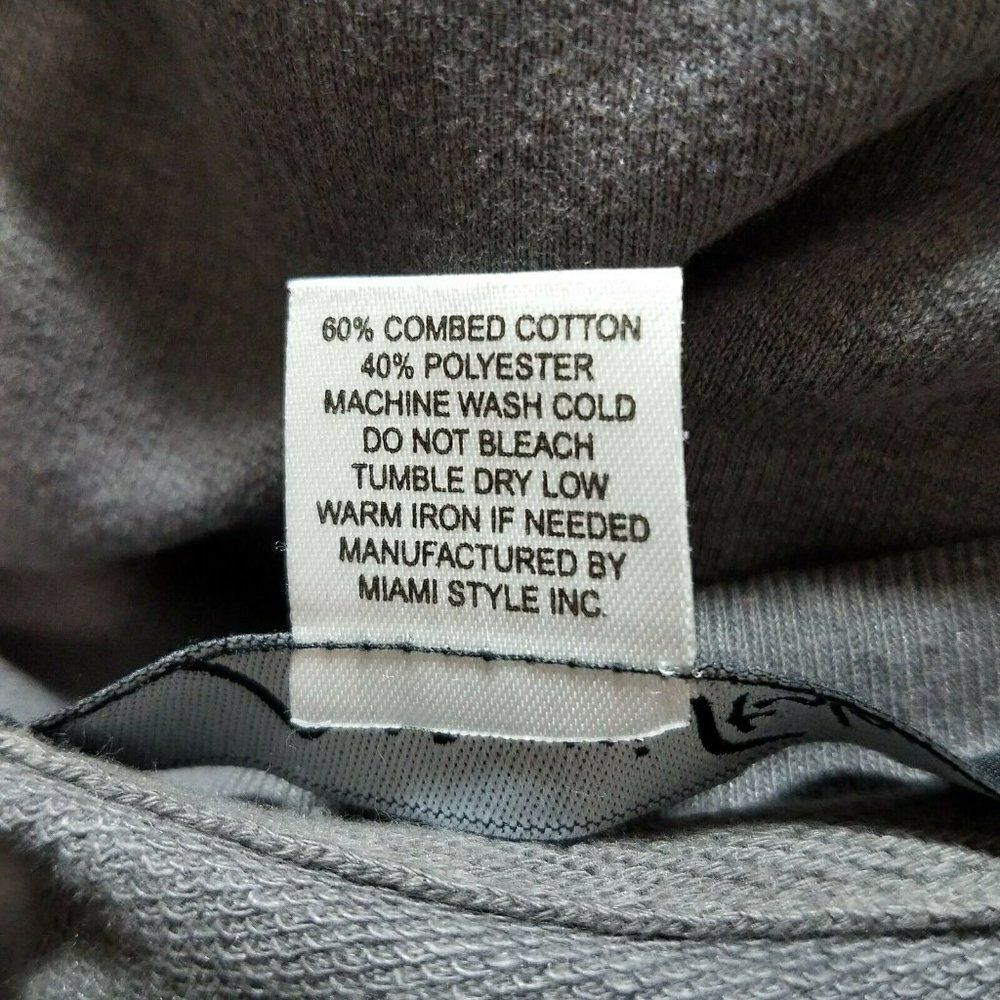 60% COMBED COTTON
40% POLYESTER
MACHINE WASH COLD
DO NOT BLEACH
TUMBLE DRY LOW
WARM IRON IF NEEDED
MANUFACTURED BY
MIAMI STYLE INC.